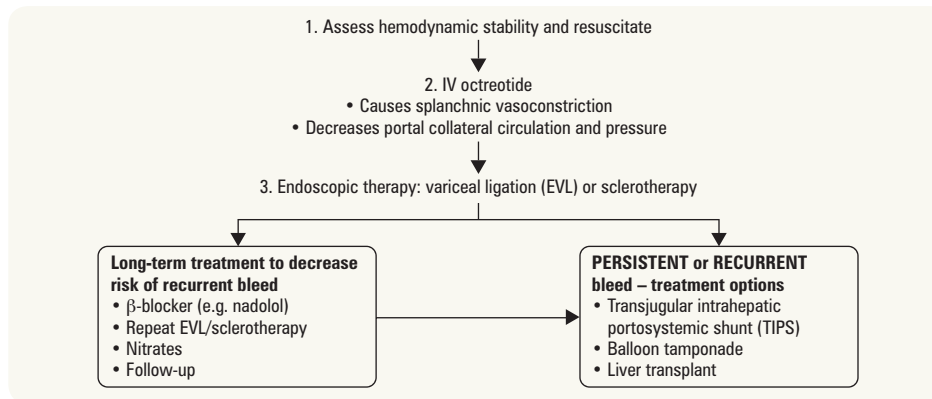 1. Assess hemodynamic stability and resuscitate
2. IV octreotide
• Causes splanchnic vasoconstriction
• Decreases portal collateral circulation and pressure
3. Endoscopic therapy: variceal ligation (EVL) or sclerotherapy
Long-term treatment to decrease
risk of recurrent bleed
• β-blocker (e.g. nadolol)
• Repeat EVL/sclerotherapy
• Nitrates
• Follow-up
PERSISTENT or RECURRENT
bleed – treatment options
• Transjugular intrahepatic
portosystemic shunt (TIPS)
• Balloon tamponade
• Liver transplant